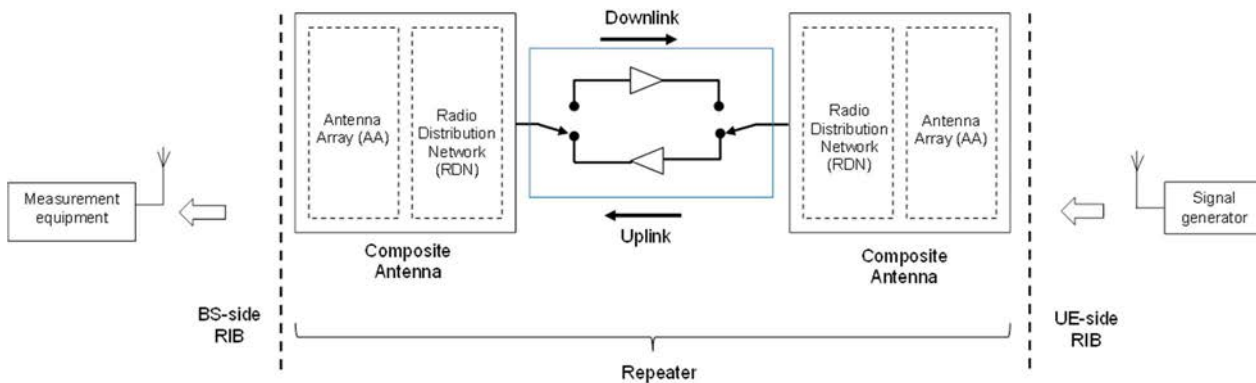 Downlink
Antenna
Array (AA)
Radio
Distribution
Network
(RDN)
Radio
Distribution
Network
(RDN)
Antenna
Array (AA)
Measurement
equipment
Signal
generator
Uplink
Composite
Antenna
Composite
Antenna
BS-side
RIB
UE-side
RIB
Repeater